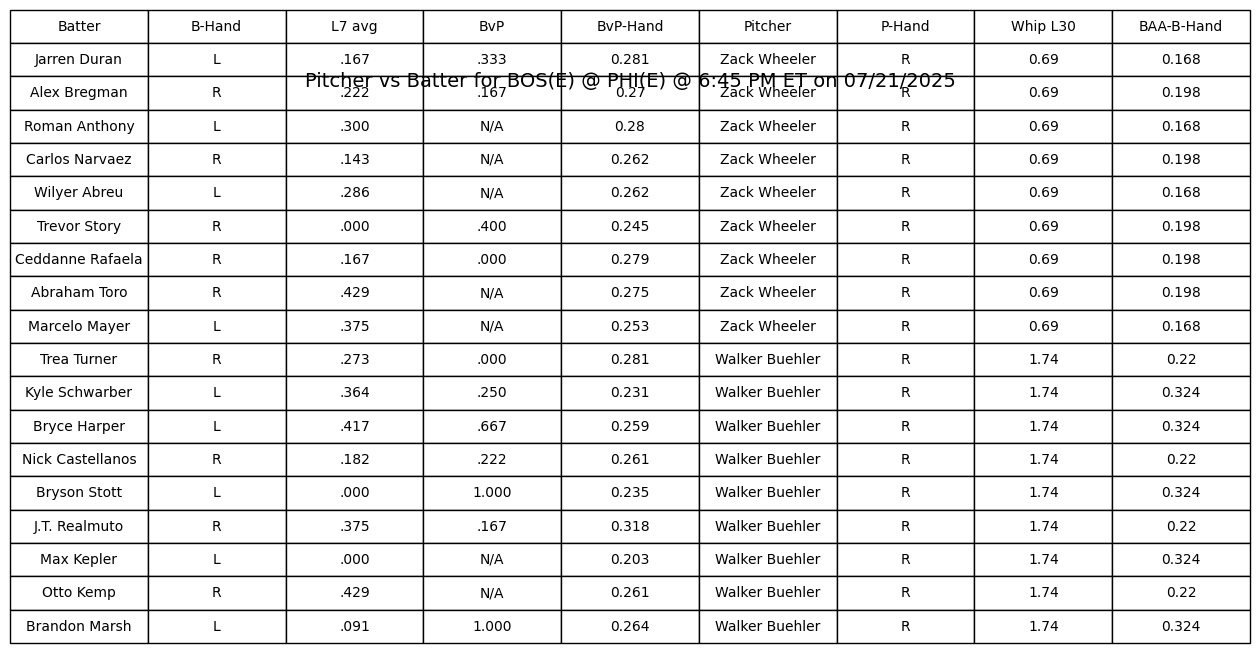 Batter B-Hand L7 avg BvP BvP-Hand Pitcher P-Hand Whip L30 BAA-B-Hand
Jarren Duran L .167 .333 0.281 Zack Wheeler R 0.69 0.168
Pitcher vs Batter for BOS(E) @ PHI(E) @ 6:45 PM ET on 07/21/2025
Alex Bregman R .222 .167 0.27 Zack Wheeler R 0.69 0.198
Roman Anthony L .300 N/A 0.28 Zack Wheeler R 0.69 0.168
Carlos Narvaez R .143 N/A 0.262 Zack Wheeler R 0.69 0.198
Wilyer Abreu L .286 N/A 0.262 Zack Wheeler R 0.69 0.168
Trevor Story R .000 .400 0.245 Zack Wheeler R 0.69 0.198
Ceddanne Rafaela R .167 .000 0.279 Zack Wheeler R 0.69 0.198
Abraham Toro R .429 N/A 0.275 Zack Wheeler R 0.69 0.198
Marcelo Mayer L .375 N/A 0.253 Zack Wheeler R 0.69 0.168
Trea Turner R .273 .000 0.281 Walker Buehler R 1.74 0.22
Kyle Schwarber L .364 .250 0.231 Walker Buehler R 1.74 0.324
Bryce Harper L .417 .667 0.259 Walker Buehler R 1.74 0.324
Nick Castellanos R .182 .222 0.261 Walker Buehler R 1.74 0.22
Bryson Stott L .000 1.000 0.235 Walker Buehler R 1.74 0.324
J.T. Realmuto R .375 .167 0.318 Walker Buehler R 1.74 0.22
Max Kepler L .000 N/A 0.203 Walker Buehler R 1.74 0.324
Otto Kemp R .429 N/A 0.261 Walker Buehler R 1.74 0.22
Brandon Marsh L .091 1.000 0.264 Walker Buehler R 1.74 0.324